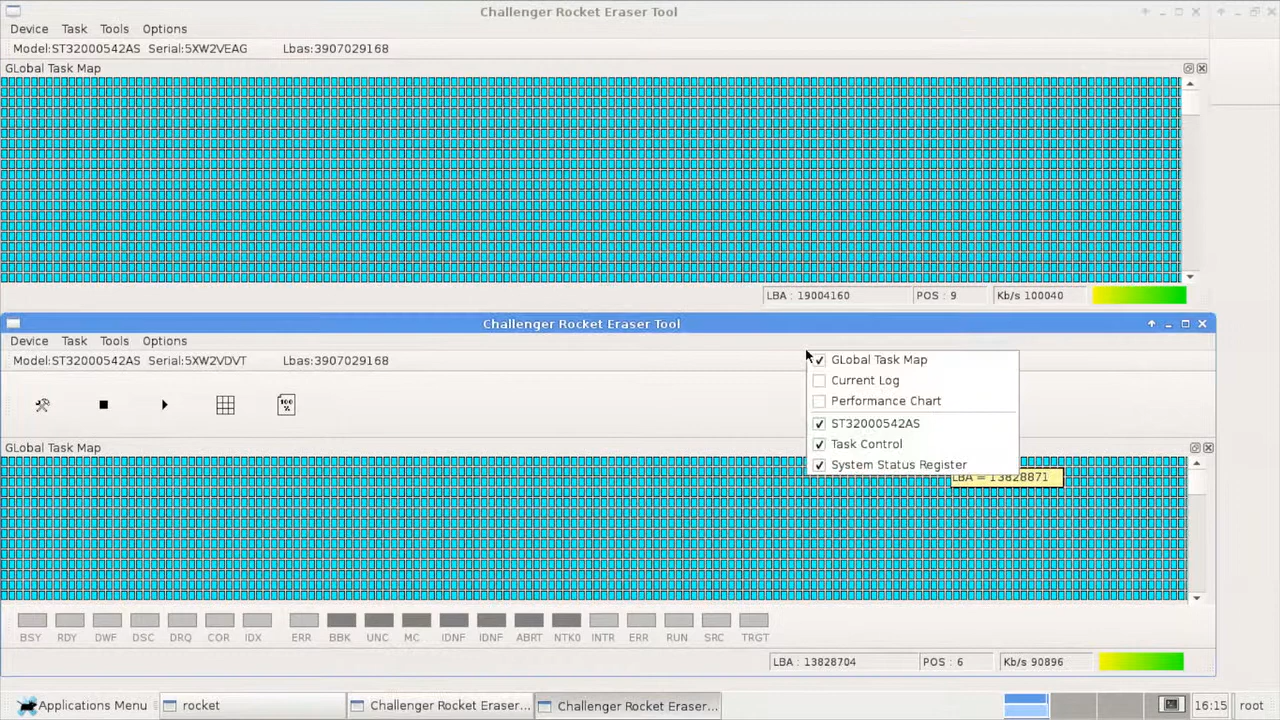 Challenger Rocket Eraser Tool
Device Task Tools Options
Model:ST32000542AS Serial:5XW2VEAG Lbas:3907029168
GLobal Task Map
LBA : 19004160 POS : 9 Kb/s 100040
Challenger Rocket Eraser Tool
Device Task Tools Options
Model:ST32000542AS Serial:5XW2VDVT Lbas:3907029168
GLobal Task Map
Current Log
Performance Chart
ST32000542AS
Task Control
System Status Register
100 %
GLobal Task Map
LBA = 13828871
BSY RDY DWF DSC DRQ COR IDX ERR BBK UNC MC IDNF IDNF ABRT NTK0 INTR ERR RUN SRC TRGT
LBA : 13828704 POS : 6 Kb/s 90896
Applications Menu rocket Challenger Rocket Eraser... Challenger Rocket Eraser... 16:15 root